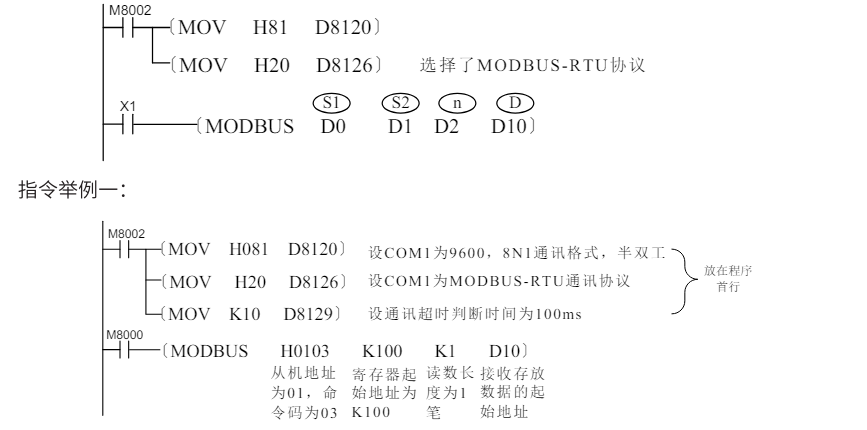 M8002
〔MOV H81 D8120〕
〔MOV H20 D8126〕 选择了MODBUS-RTU协议
S1 S2 n D
X1
〔MODBUS D0 D1 D2 D10〕
指令举例一：
M8002
〔MOV H081 D8120〕 设COM1为9600，8N1通讯格式，半双工
〔MOV H20 D8126〕 设COM1为MODBUS-RTU通讯协议
放在程序
首行
〔MOV K10 D8129〕 设通讯超时判断时间为100ms
M8000
〔MODBUS H0103 K100 K1 D10〕
从机地址 寄存器起 读数长 接收存放
为01，命 始地址为 度为1 数据的起
令码为03 K100 笔 始地址